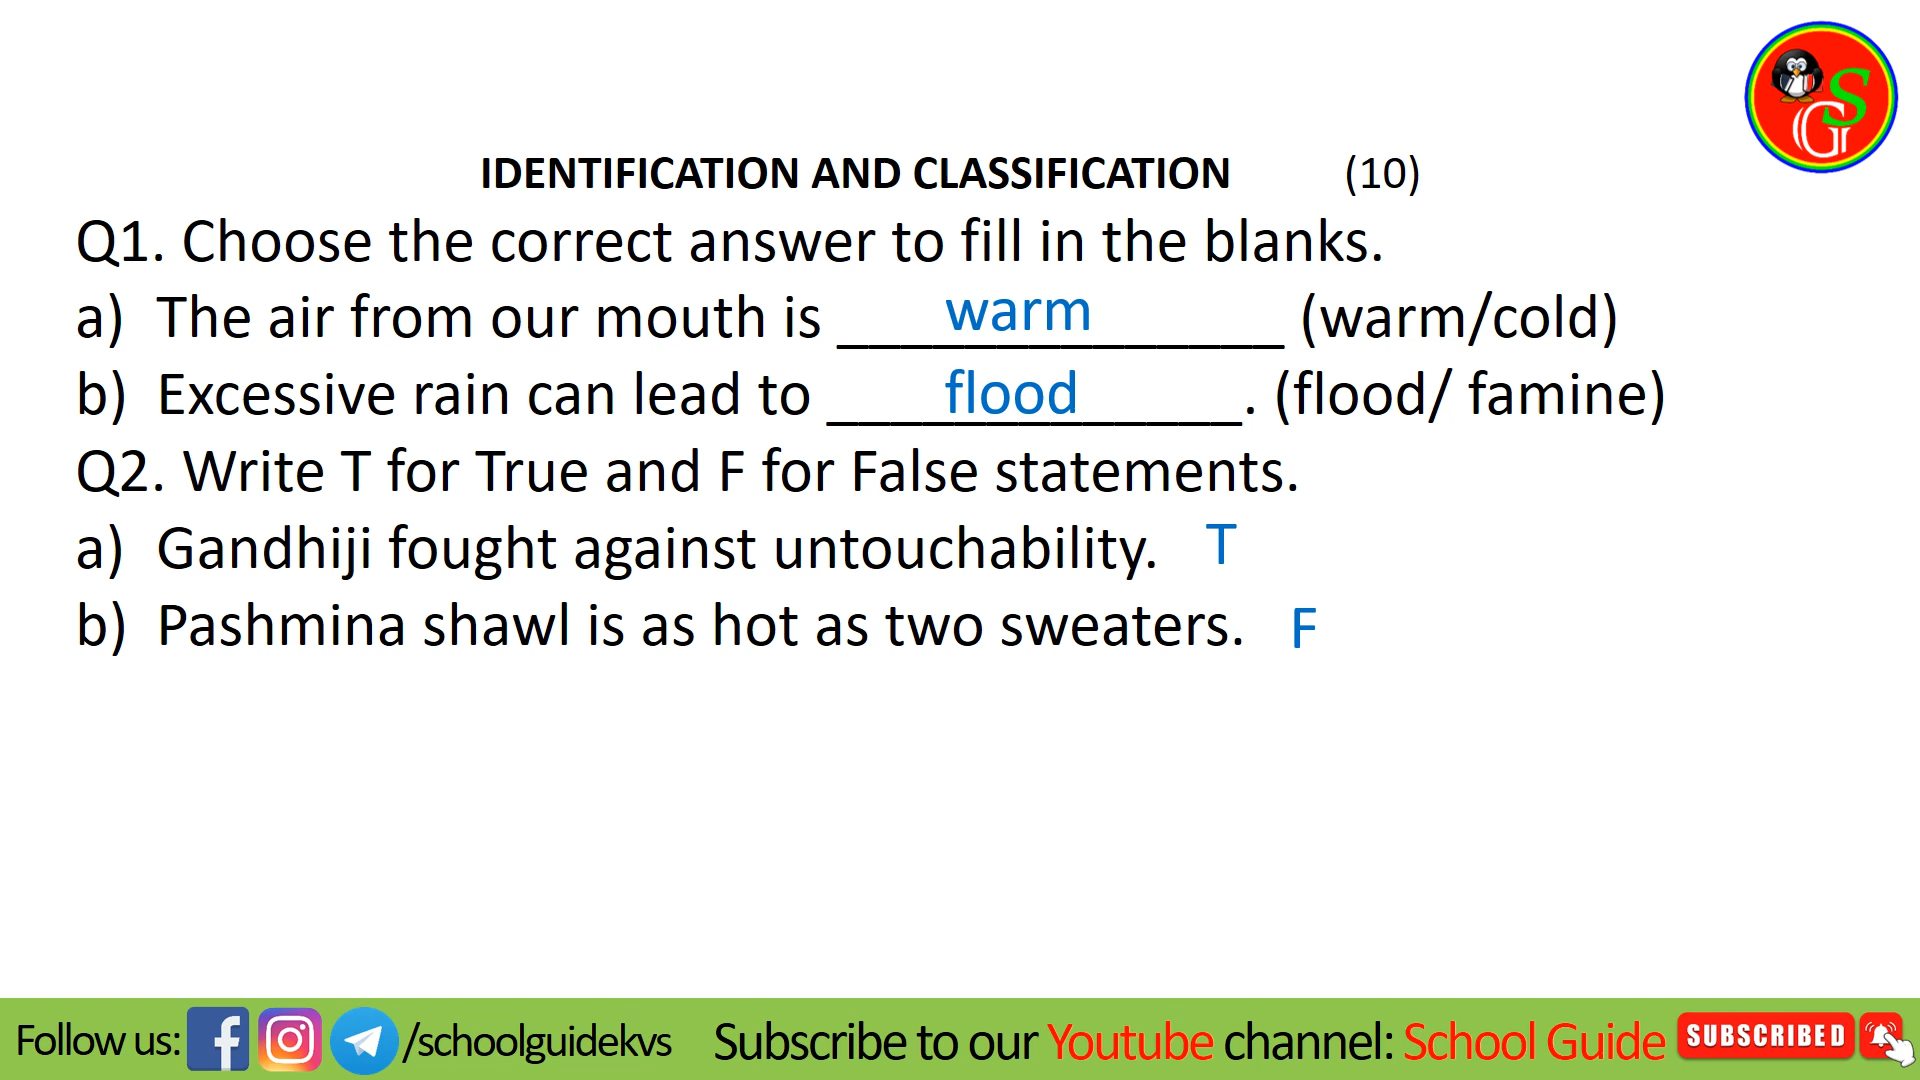 S
G
IDENTIFICATION AND CLASSIFICATION (10)
Q1. Choose the correct answer to fill in the blanks.
a) The air from our mouth is ______warm______ (warm/cold)
b) Excessive rain can lead to ______flood______. (flood/ famine)
Q2. Write T for True and F for False statements.
a) Gandhiji fought against untouchability. T
b) Pashmina shawl is as hot as two sweaters. F
Follow us: f /schoolguidekvs Subscribe to our Youtube channel: School Guide SUBSCRIBED